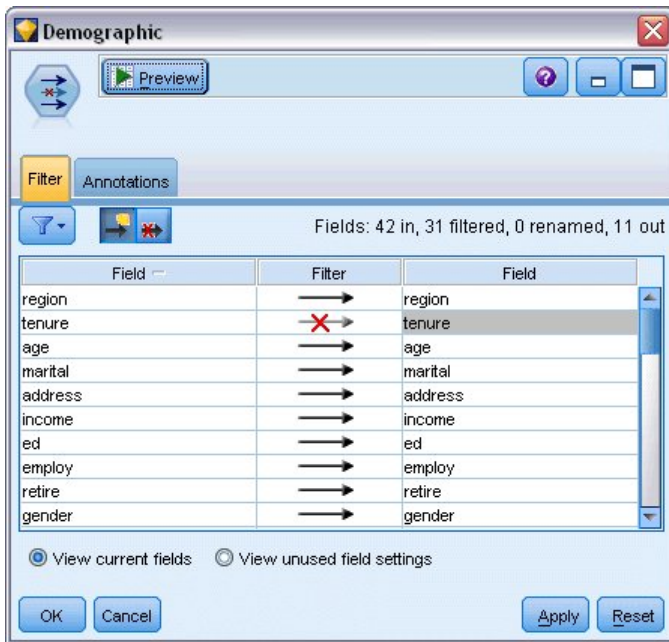 Demographic
Preview
Filter Annotations
Fields: 42 in, 31 filtered, 0 renamed, 11 out
Field Filter Field
region region
tenure tenure
age age
marital marital
address address
income income
ed ed
employ employ
retire retire
gender gender
View current fields View unused field settings
OK Cancel Apply Reset